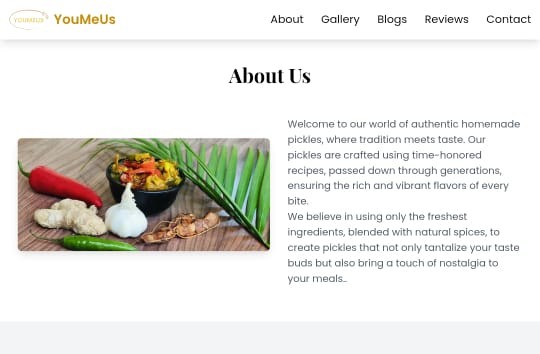 YOUMEUS YouMeUs About Gallery Blogs Reviews Contact
About Us
Welcome to our world of authentic homemade
pickles, where tradition meets taste. Our
pickles are crafted using time-honored
recipes, passed down through generations,
ensuring the rich and vibrant flavors of every
bite.
We believe in using only the freshest
ingredients, blended with natural spices, to
create pickles that not only tantalize your taste
buds but also bring a touch of nostalgia to
your meals..